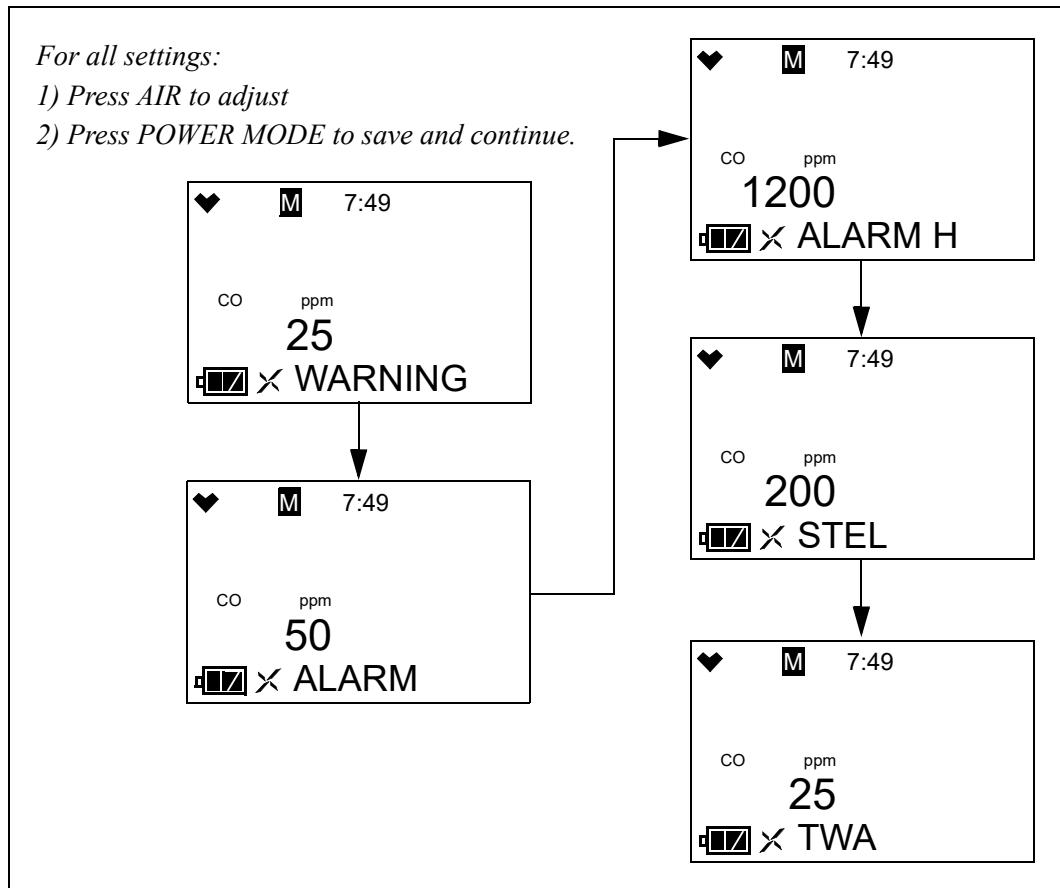 For all settings:
1) Press AIR to adjust
2) Press POWER MODE to save and continue.
M 7:49
CO ppm
25
WARNING
M 7:49
CO ppm
50
ALARM
M 7:49
CO ppm
1200
ALARM H
M 7:49
CO ppm
200
STEL
M 7:49
CO ppm
25
TWA